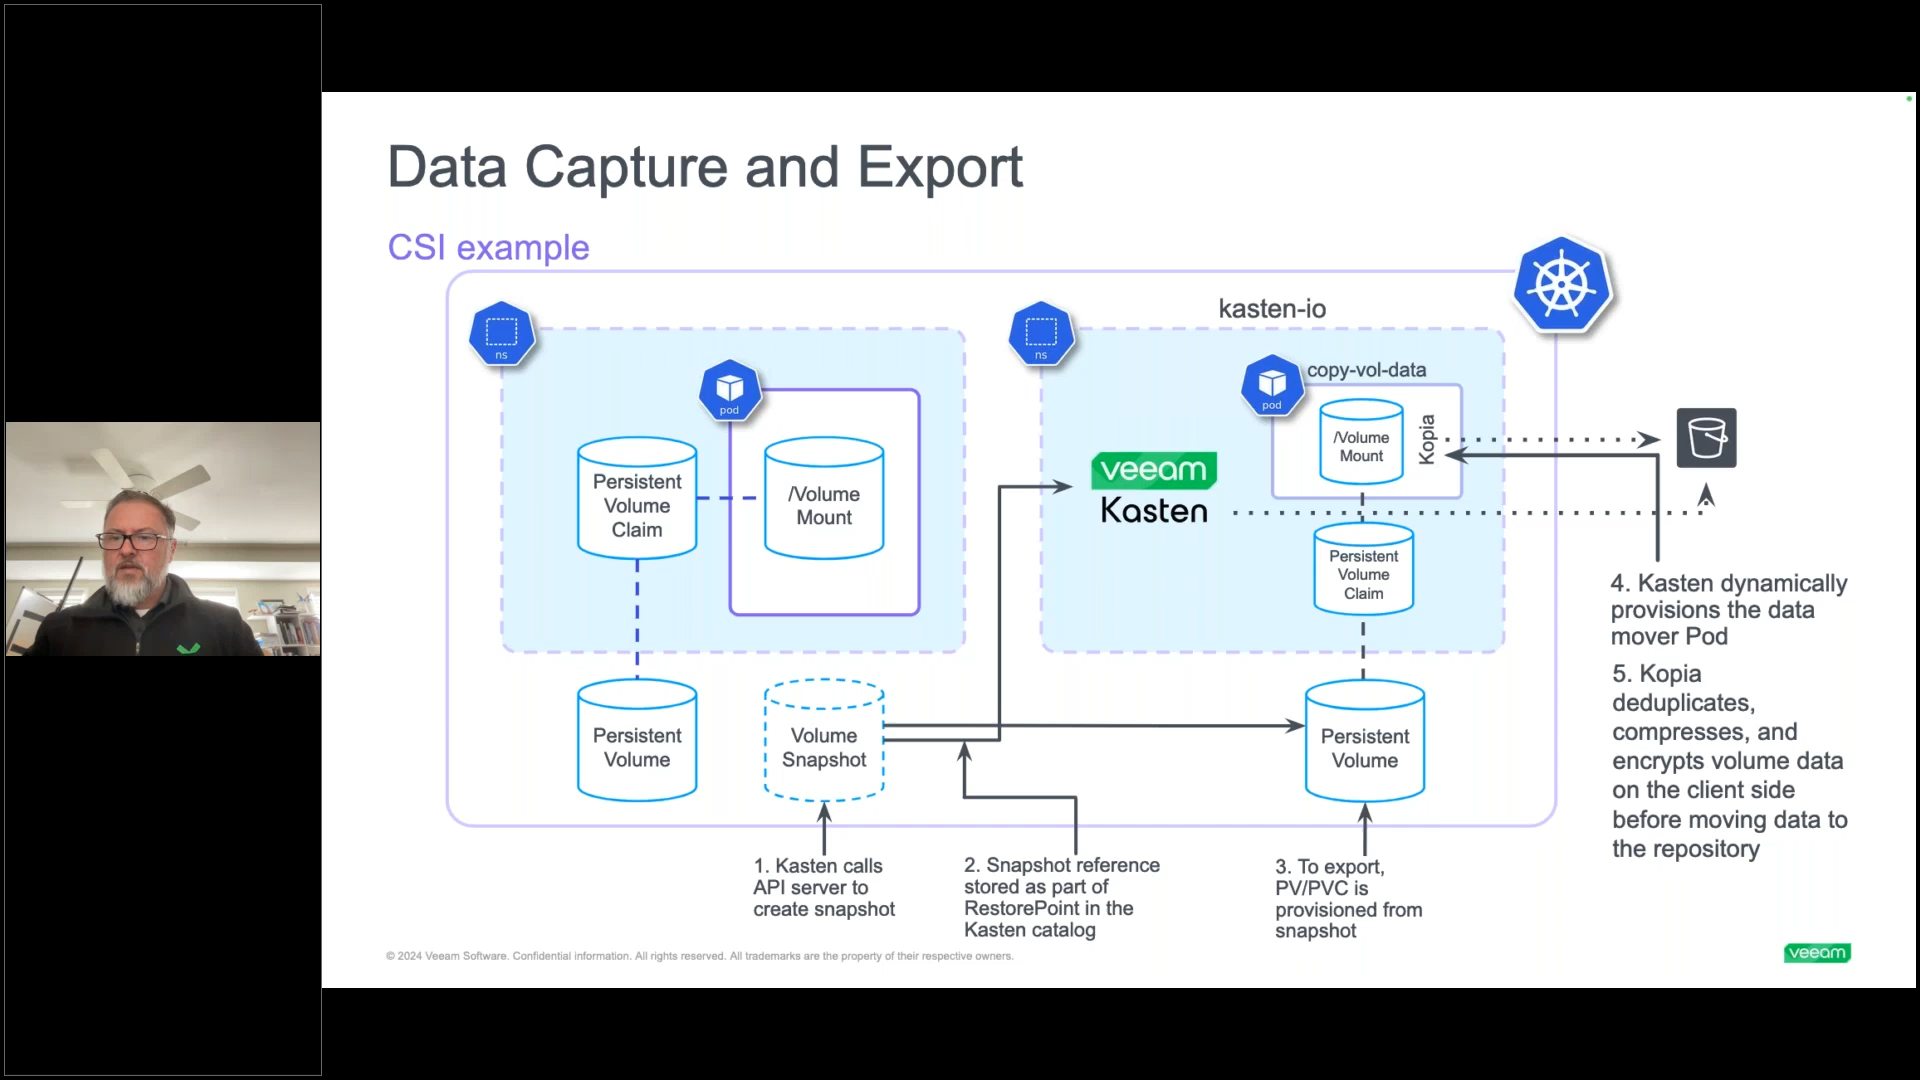 Data Capture and Export
CSI example
kasten-io
ns
ns
pod
copy-vol-data
pod
/Volume
Mount
Kopia
Persistent
Volume
Claim
/Volume
Mount
veeam
Kasten
Persistent
Volume
Claim
Persistent
Volume
Volume
Snapshot
Persistent
Volume
1. Kasten calls
API server to
create snapshot
2. Snapshot reference
stored as part of
RestorePoint in the
Kasten catalog
3. To export,
PV/PVC is
provisioned from
snapshot
4. Kasten dynamically
provisions the data
mover Pod
5. Kopia
deduplicates,
compresses, and
encrypts volume data
on the client side
before moving data to
the repository
© 2024 Veeam Software. Confidential information. All rights reserved. All trademarks are the property of their respective owners.
veeam